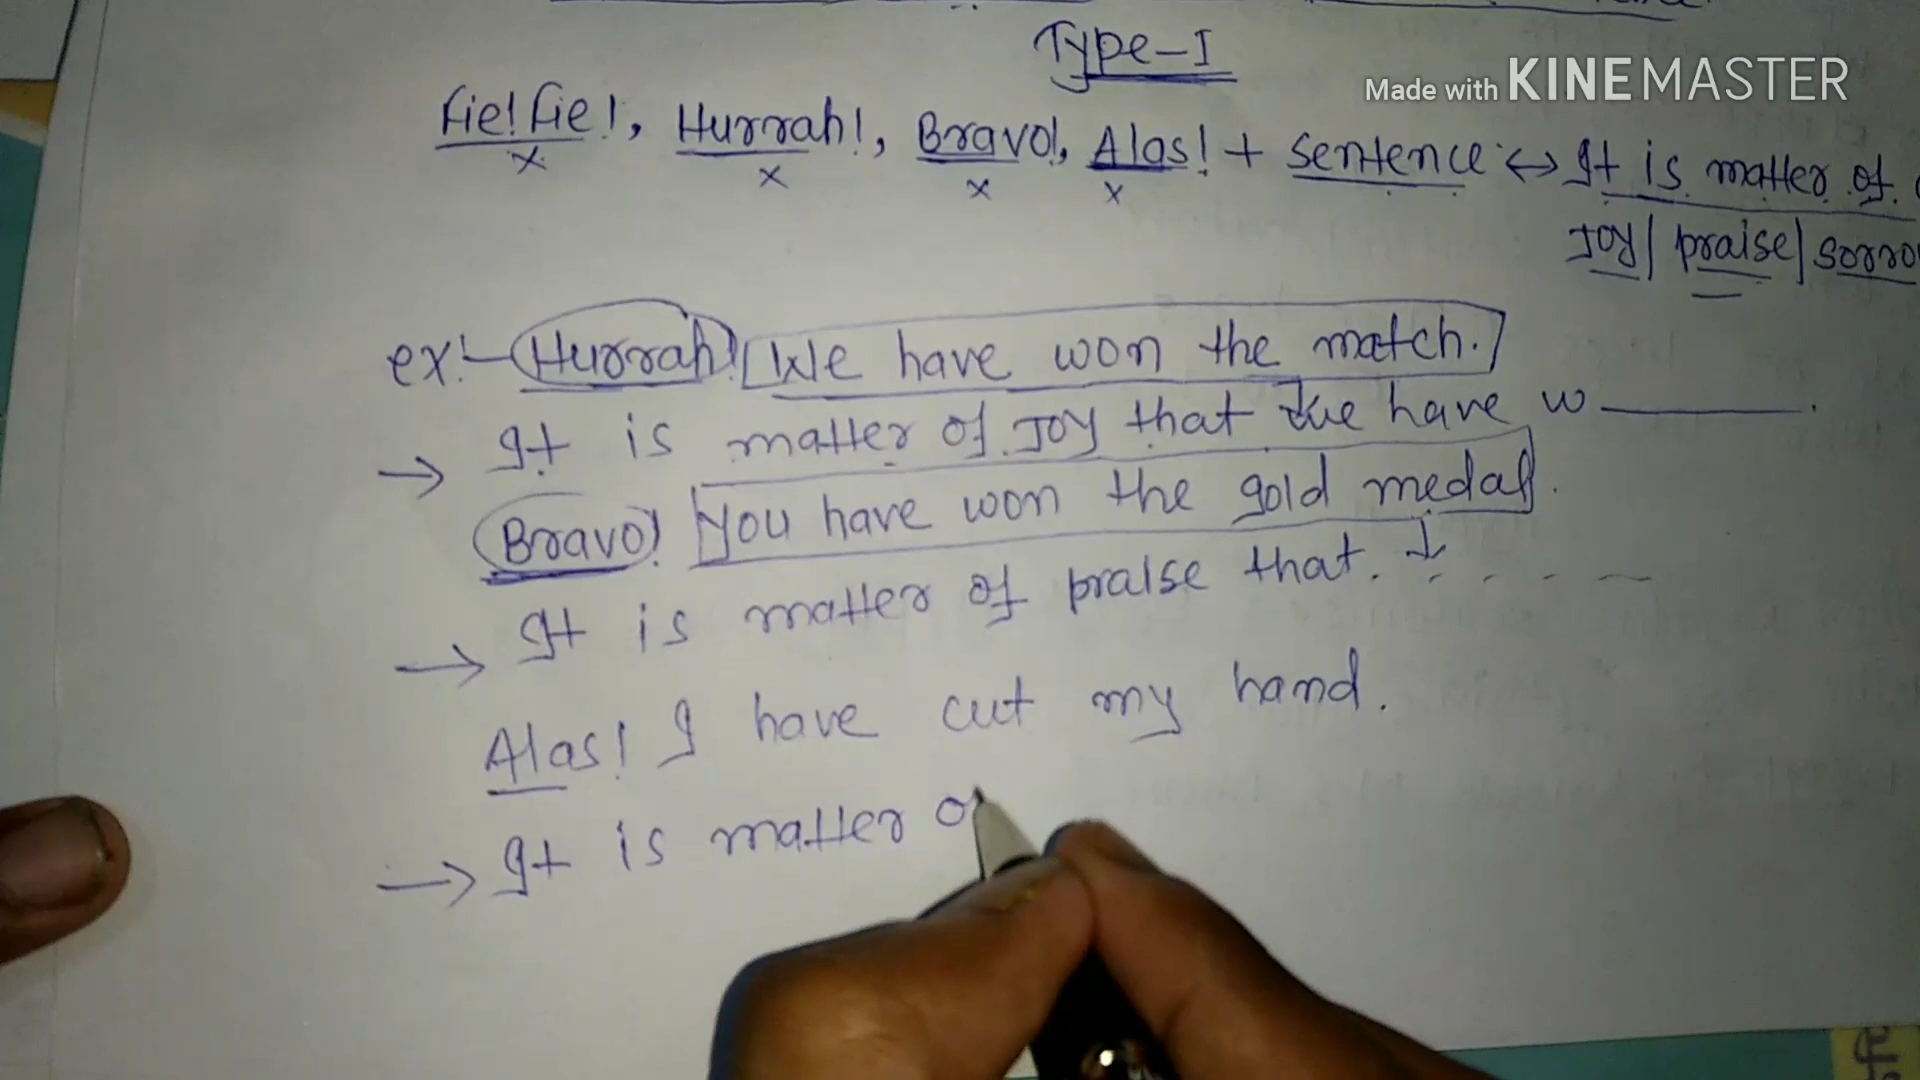 Type-I
Made with KINEMASTER
Fie! Fie!, Hurrah!, Bravo!, Alas! + Sentence ↔ It is matter of
x x x x
Joy / praise /
ex:- Hurrah! We have won the match.
→ It is matter of Joy that we have w ———.
Bravo! You have won the gold medal.
→ It is matter of praise that. I - - - -
Alas! I have cut my hand.
→ It is matter